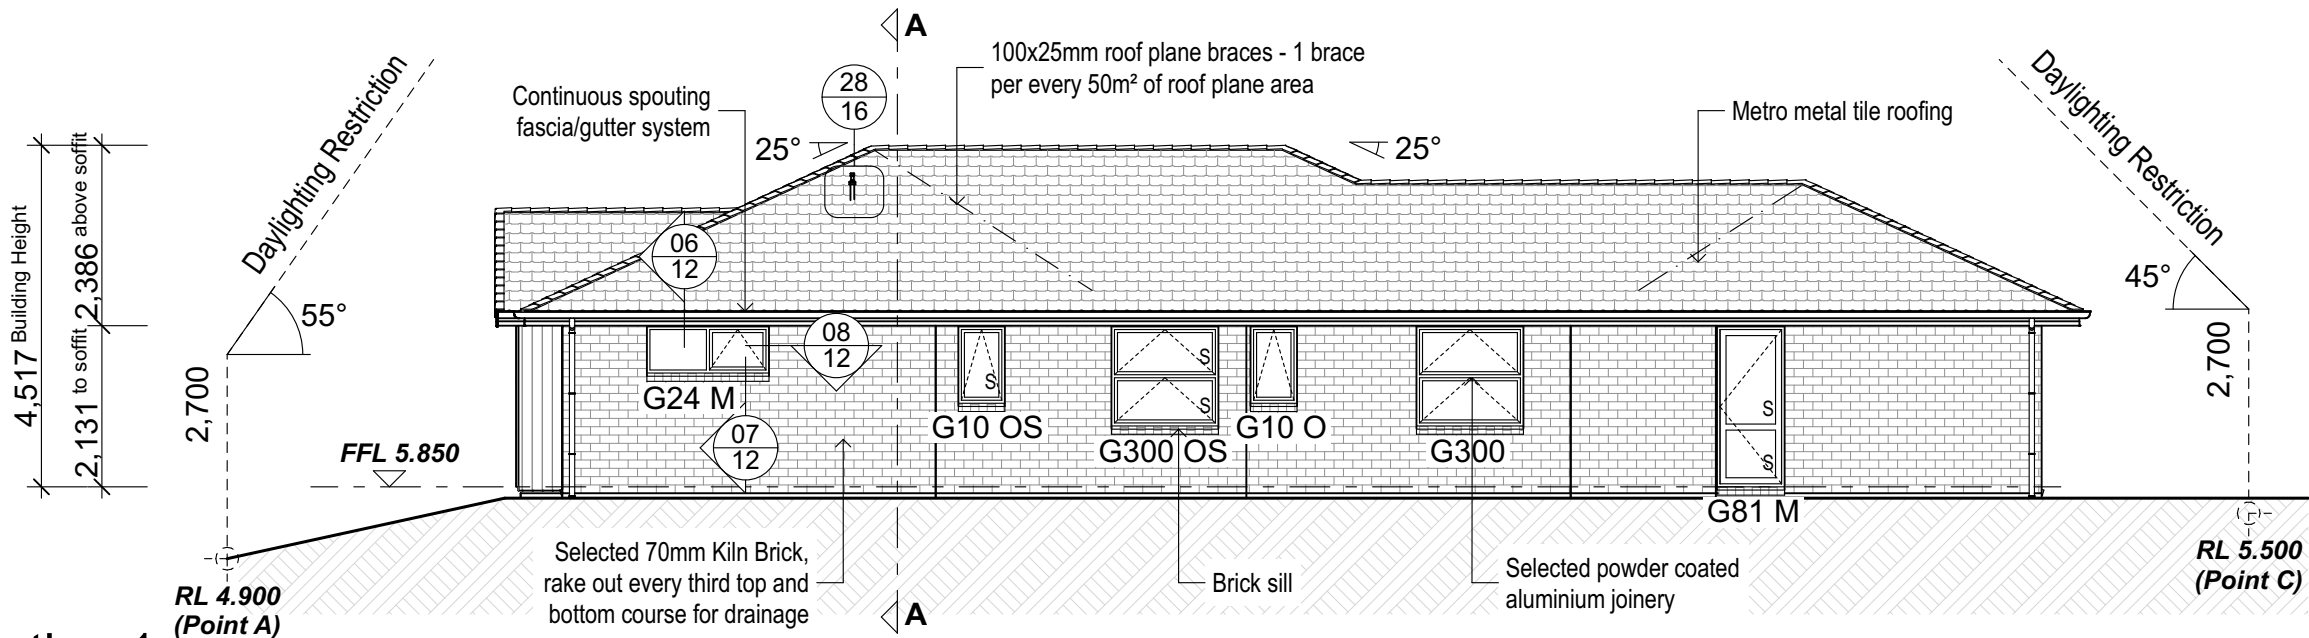 A
100x25mm roof plane braces - 1 brace
per every 50m² of roof plane area
28
16
Continuous spouting
fascia/gutter system
Metro metal tile roofing
Daylighting Restriction
Daylighting Restriction
25°
25°
4,517 Building Height
2,386 above soffit
2,131 to soffit
06
12
55°
45°
08
12
2,700
2,700
S
S
S
S
S
G24 M
G10 OS
G300 OS
G10 O
G300
07
12
FFL 5.850
G81 M
Selected 70mm Kiln Brick,
rake out every third top and
bottom course for drainage
Brick sill
Selected powder coated
aluminium joinery
RL 5.500
(Point C)
RL 4.900
(Point A)
A